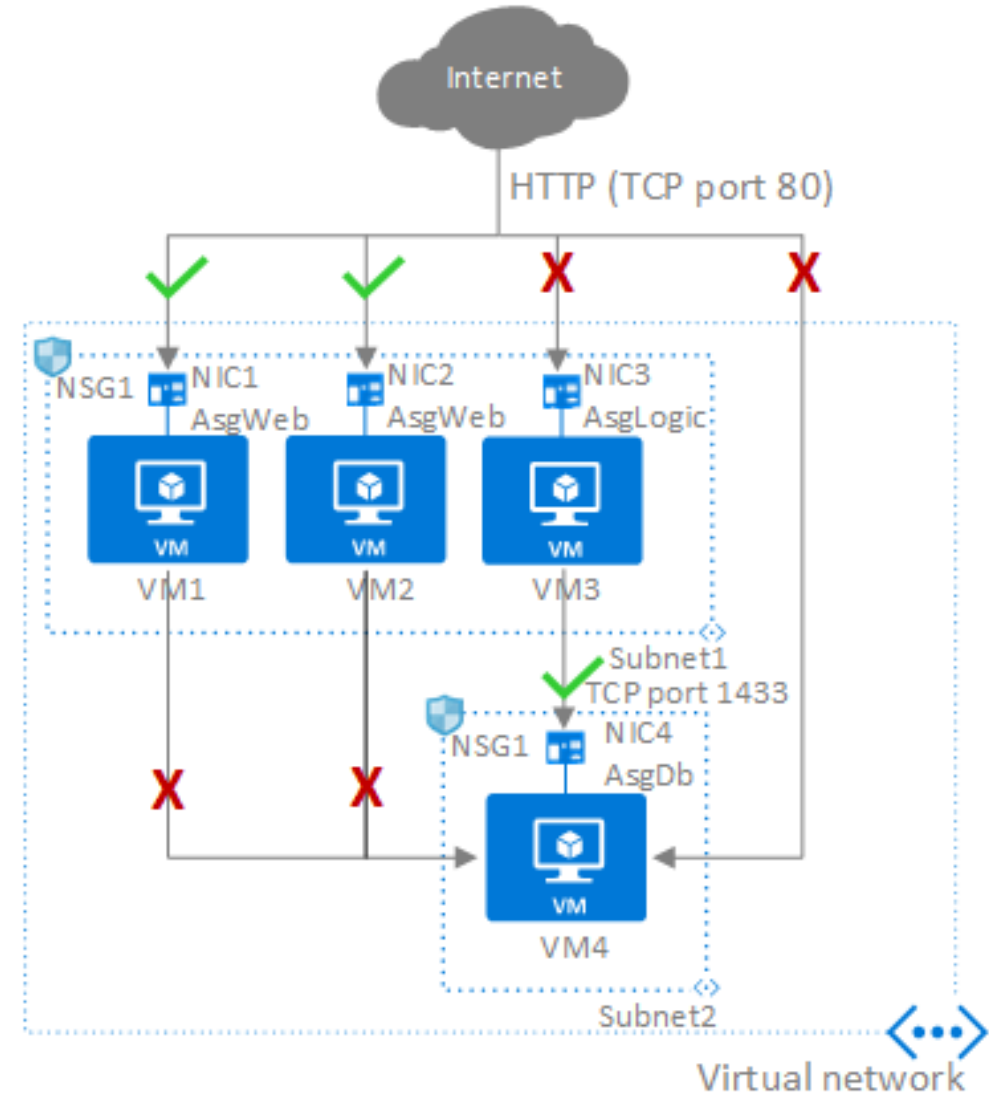 Internet
HTTP (TCP port 80)
X
X
NSG1
NIC1
AsgWeb
NIC2
AsgWeb
NIC3
AsgLogic
VM
VM
VM
VM1
VM2
VM3
Subnet1
TCP port 1433
NSG1
NIC4
AsgDb
X
X
VM
VM4
Subnet2
Virtual network